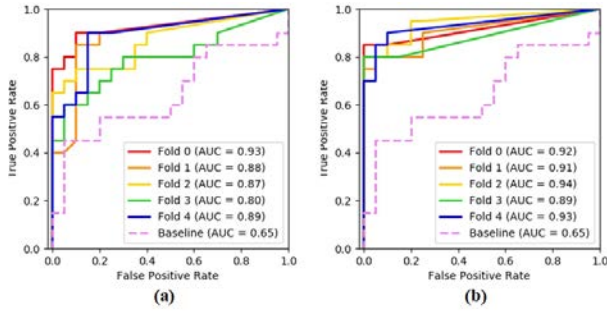 1.0
0.8
0.6
0.4
0.2
0.0
True Positive Rate
Fold 0 (AUC = 0.93)
Fold 1 (AUC = 0.88)
Fold 2 (AUC = 0.87)
Fold 3 (AUC = 0.80)
Fold 4 (AUC = 0.89)
Baseline (AUC = 0.65)
0.0 0.2 0.4 0.6 0.8 1.0
False Positive Rate
(a)
1.0
0.8
0.6
0.4
0.2
0.0
True Positive Rate
Fold 0 (AUC = 0.92)
Fold 1 (AUC = 0.91)
Fold 2 (AUC = 0.94)
Fold 3 (AUC = 0.89)
Fold 4 (AUC = 0.93)
Baseline (AUC = 0.65)
0.0 0.2 0.4 0.6 0.8 1.0
False Positive Rate
(b)